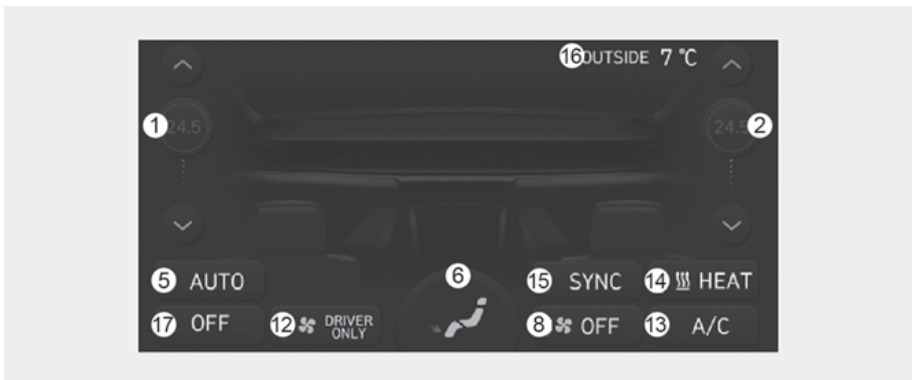 16 OUTSIDE 7 °C
1 24.5
24.5 2
5 AUTO
6
15 SYNC
14 HEAT
17 OFF
12 DRIVER ONLY
8 OFF
13 A/C